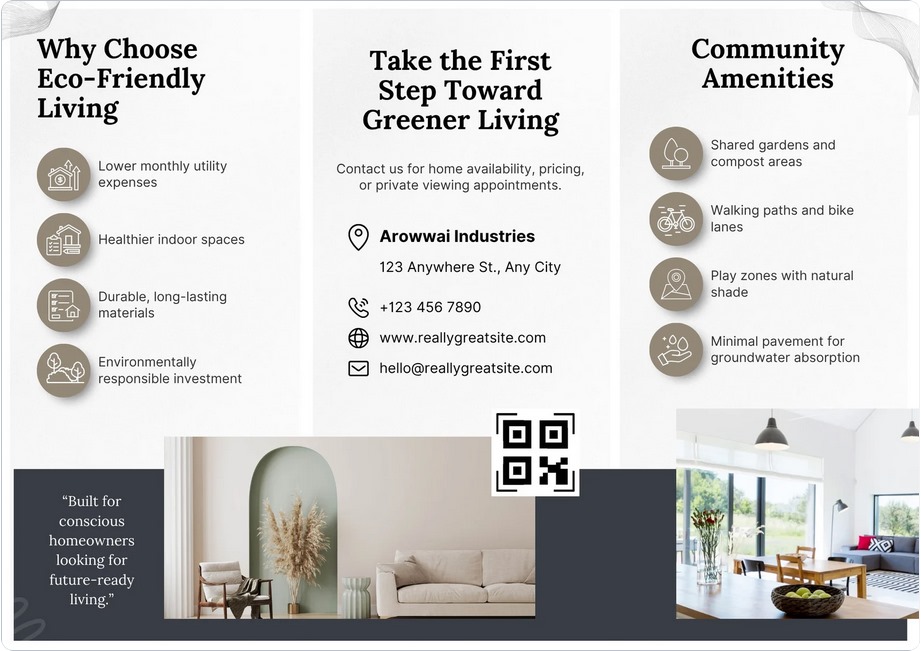 Why Choose
Eco-Friendly
Living
Lower monthly utility
expenses
Healthier indoor spaces
Durable, long-lasting
materials
Environmentally
responsible investment
“Built for
conscious
homeowners
looking for
future-ready
living.”
Take the First
Step Toward
Greener Living
Contact us for home availability, pricing,
or private viewing appointments.
Arowwai Industries
123 Anywhere St., Any City
+123 456 7890
www.reallygreatsite.com
hello@reallygreatsite.com
Community
Amenities
Shared gardens and
compost areas
Walking paths and bike
lanes
Play zones with natural
shade
Minimal pavement for
groundwater absorption